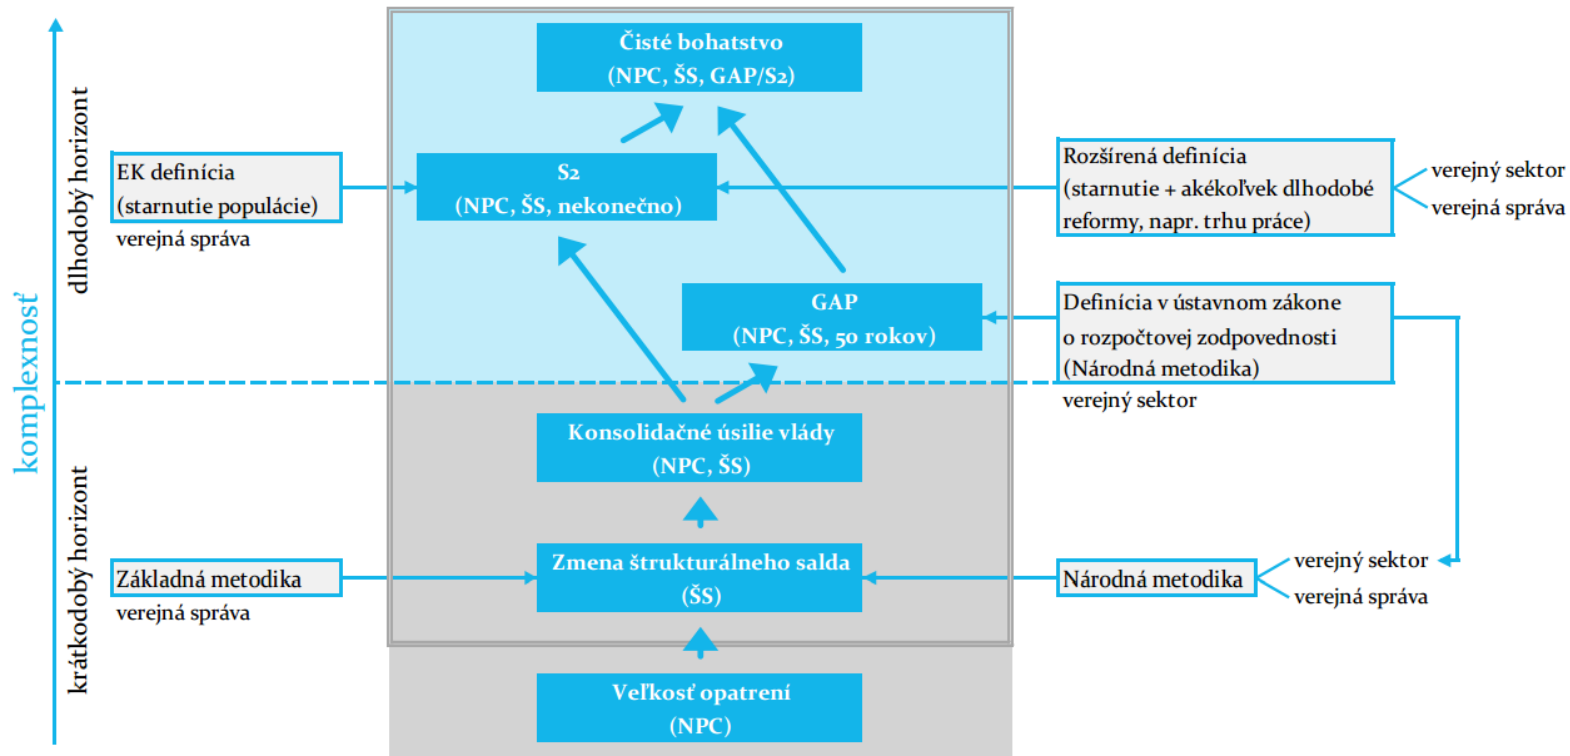 komplexnosť
dlhodobý horizont
krátkodobý horizont
Čisté bohatstvo
(NPC, ŠS, GAP/S2)
EK definícia
(starnutie populácie)
verejná správa
S2
(NPC, ŠS, nekonečno)
Rozšírená definícia
(starnutie + akékoľvek dlhodobé
reformy, napr. trhu práce)
verejný sektor
verejná správa
GAP
(NPC, ŠS, 50 rokov)
Definícia v ústavnom zákone
o rozpočtovej zodpovednosti
(Národná metodika)
verejný sektor
Konsolidačné úsilie vlády
(NPC, ŠS)
Základná metodika
verejná správa
Zmena štrukturálneho salda
(ŠS)
Národná metodika
verejný sektor
verejná správa
Veľkosť opatrení
(NPC)